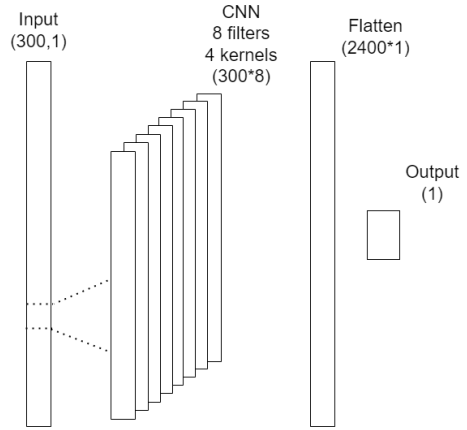 Input
(300,1)
CNN
8 filters
4 kernels
(300*8)
Flatten
(2400*1)
Output
(1)